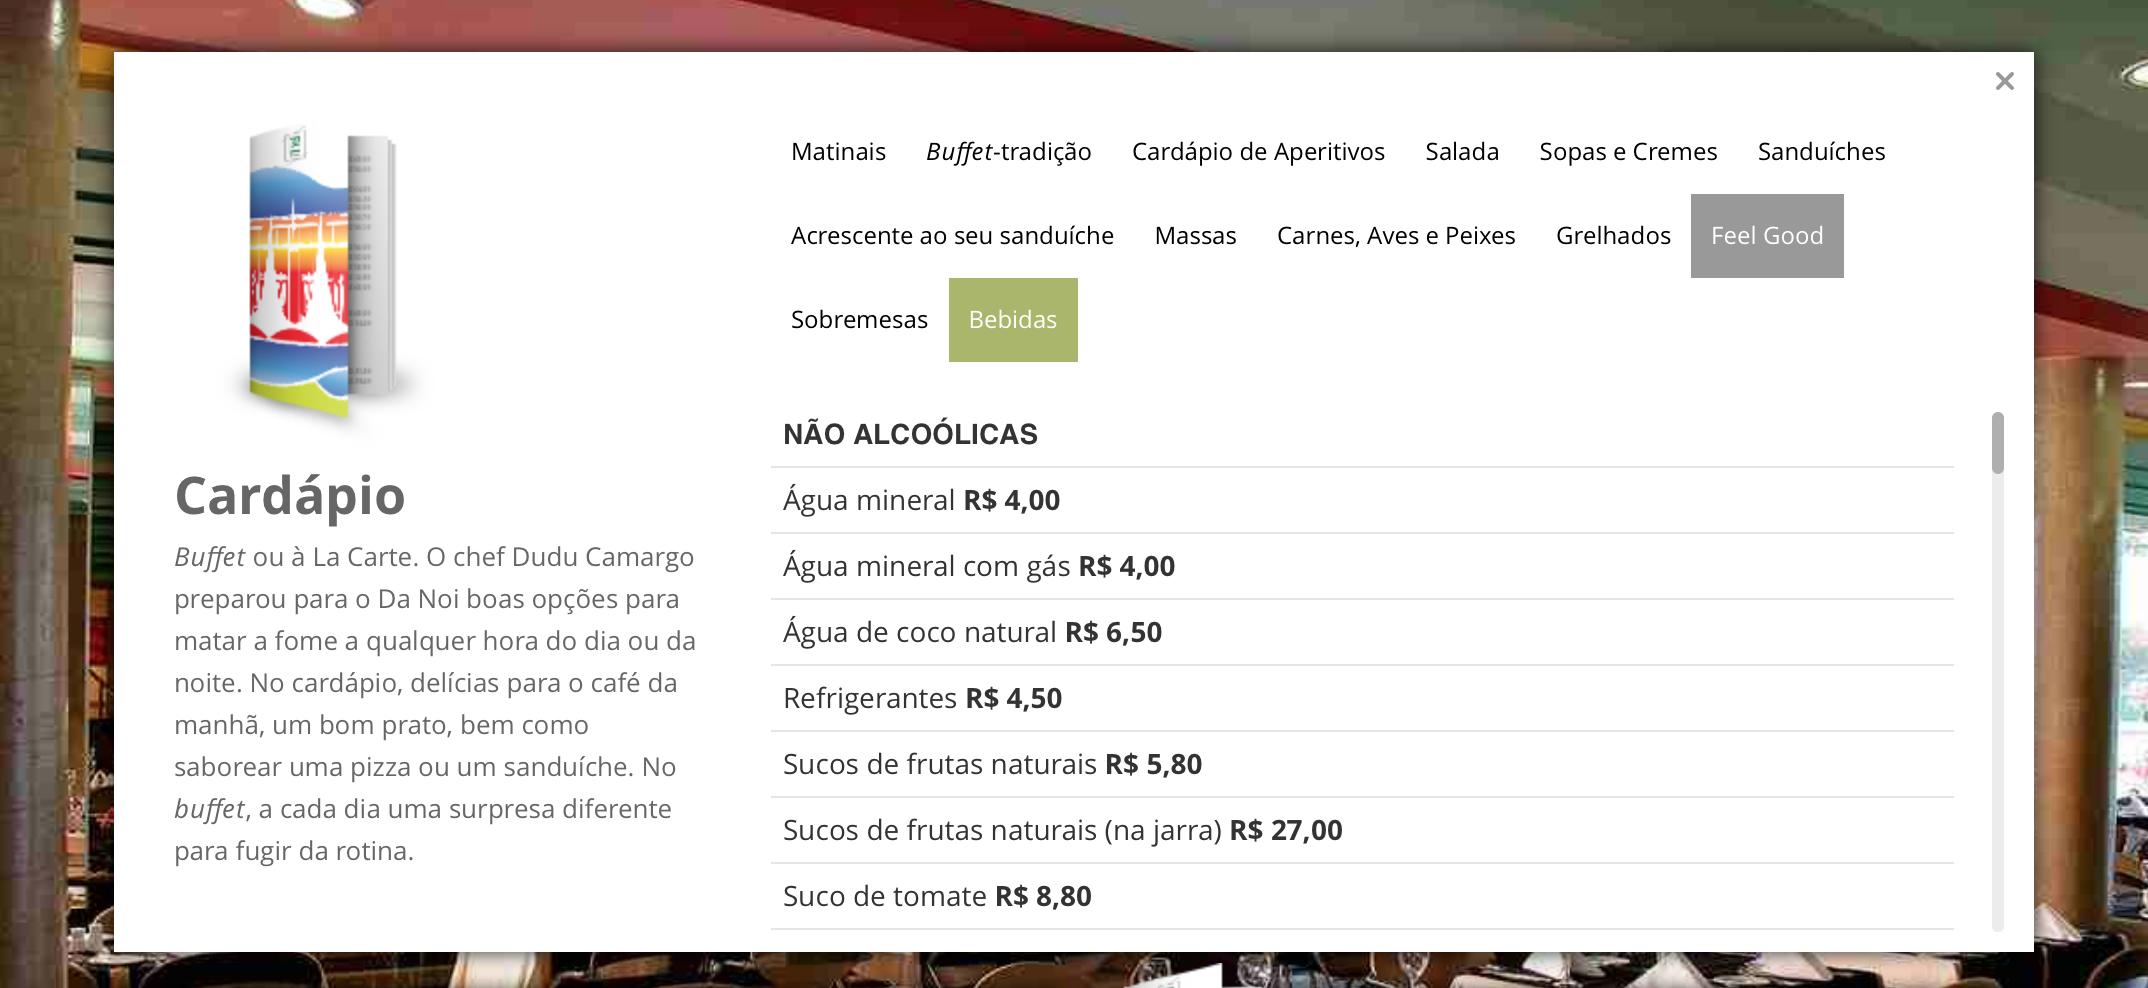 Matinais Buffet-tradição Cardápio de Aperitivos Salada Sopas e Cremes Sanduíches
Acrescente ao seu sanduíche Massas Carnes, Aves e Peixes Grelhados Feel Good
Sobremesas Bebidas
Cardápio
Buffet ou à La Carte. O chef Dudu Camargo
preparou para o Da Noi boas opções para
matar a fome a qualquer hora do dia ou da
noite. No cardápio, delícias para o café da
manhã, um bom prato, bem como
saborear uma pizza ou um sanduíche. No
buffet, a cada dia uma surpresa diferente
para fugir da rotina.
NÃO ALCOÓLICAS
Água mineral R$ 4,00
Água mineral com gás R$ 4,00
Água de coco natural R$ 6,50
Refrigerantes R$ 4,50
Sucos de frutas naturais R$ 5,80
Sucos de frutas naturais (na jarra) R$ 27,00
Suco de tomate R$ 8,80